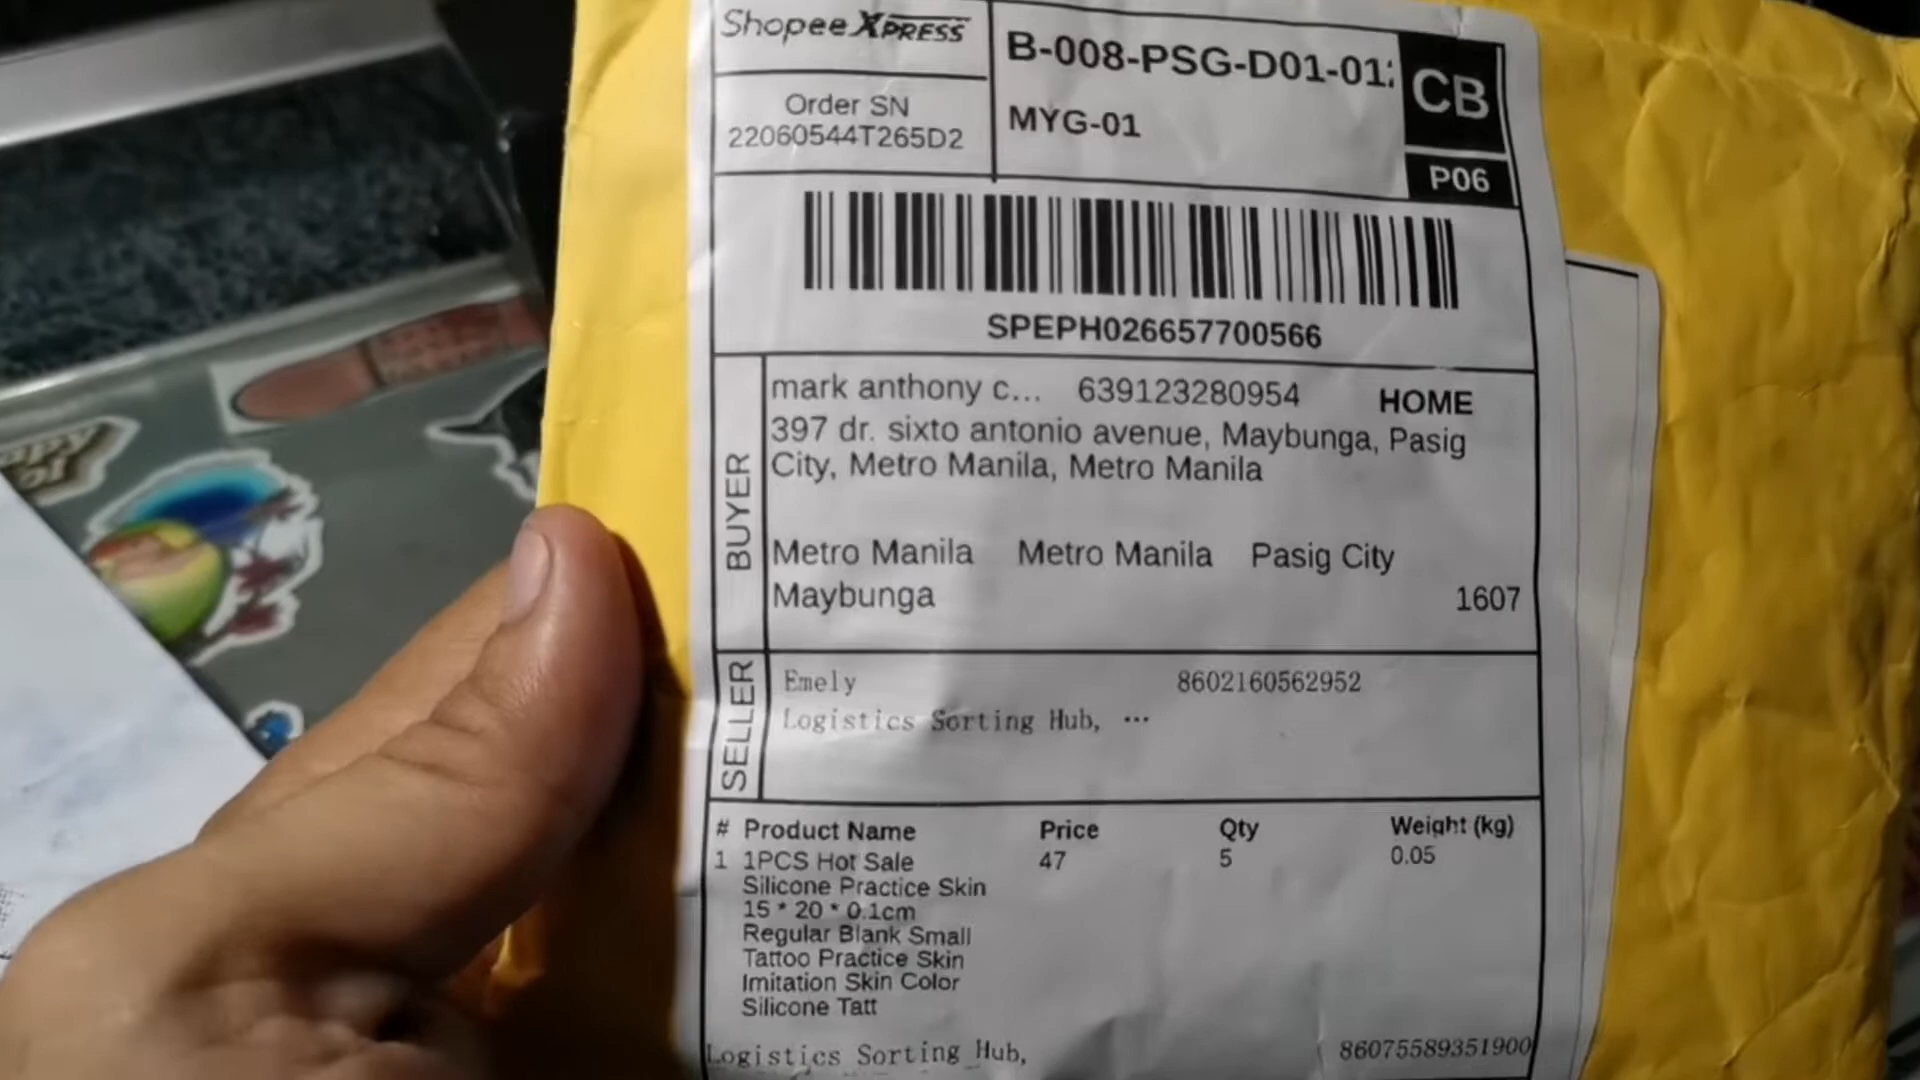 Shopee XPRESS
B-008-PSG-D01-01
CB
Order SN
22060544T265D2
MYG-01
P06
SPEPH026657700566
BUYER
mark anthony c... 639123280954 HOME
397 dr. sixto antonio avenue, Maybunga, Pasig
City, Metro Manila, Metro Manila
Metro Manila Metro Manila Pasig City
Maybunga 1607
SELLER
Emely 8602160562952
Logistics Sorting Hub, ...
# Product Name Price Qty Weight (kg)
1 1PCS Hot Sale 47 5 0.05
Silicone Practice Skin
15 * 20 * 0.1cm
Regular Blank Small
Tattoo Practice Skin
Imitation Skin Color
Silicone Tatt
Logistics Sorting Hub, 86075589351900